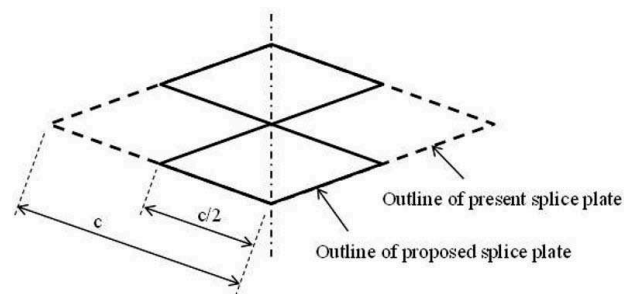 Outline of present splice plate
c/2
c
Outline of proposed splice plate